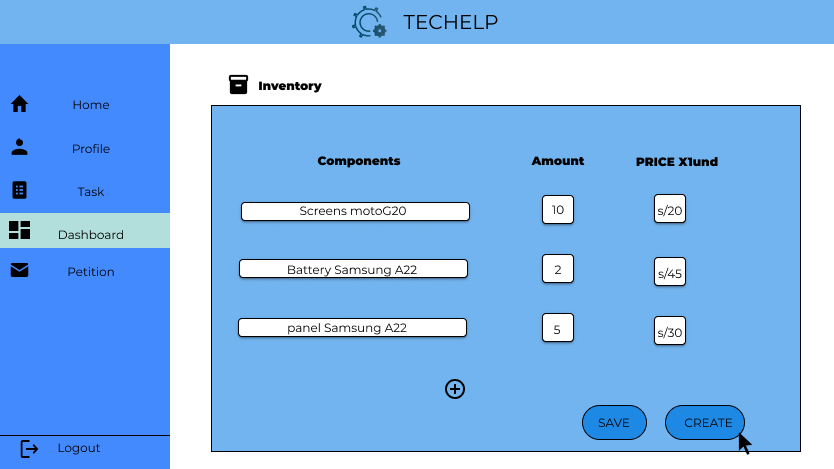 TECHELP
Inventory
Home
Profile
Task
Dashboard
Petition
Logout
Components Amount PRICE X1und
Screens motoG20 10 s/20
Battery Samsung A22 2 s/45
panel Samsung A22 5 s/30
SAVE CREATE